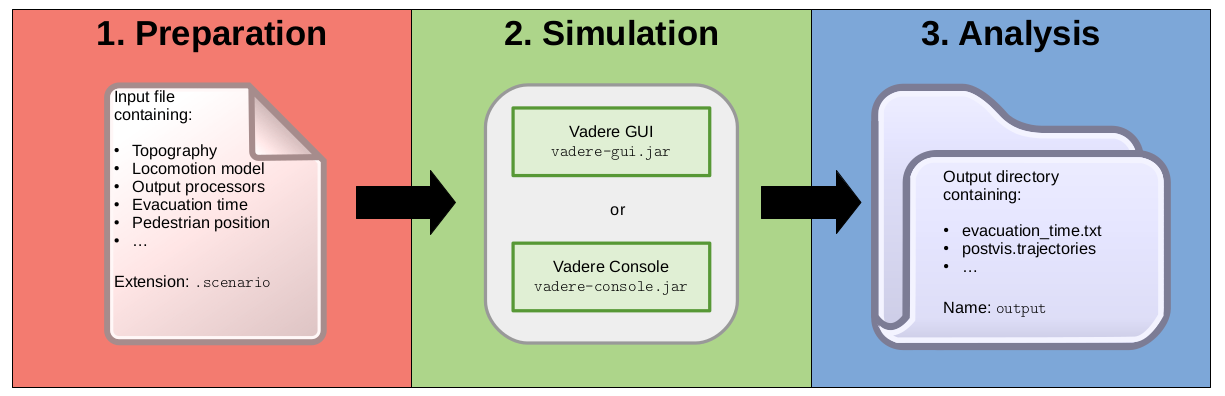 1. Preparation
Input file
containing:
• Topography
• Locomotion model
• Output processors
• Evacuation time
• Pedestrian position
• …
Extension: .scenario
2. Simulation
Vadere GUI
vadere-gui.jar
or
Vadere Console
vadere-console.jar
3. Analysis
Output directory
containing:
• evacuation_time.txt
• postvis.trajectories
• …
Name: output